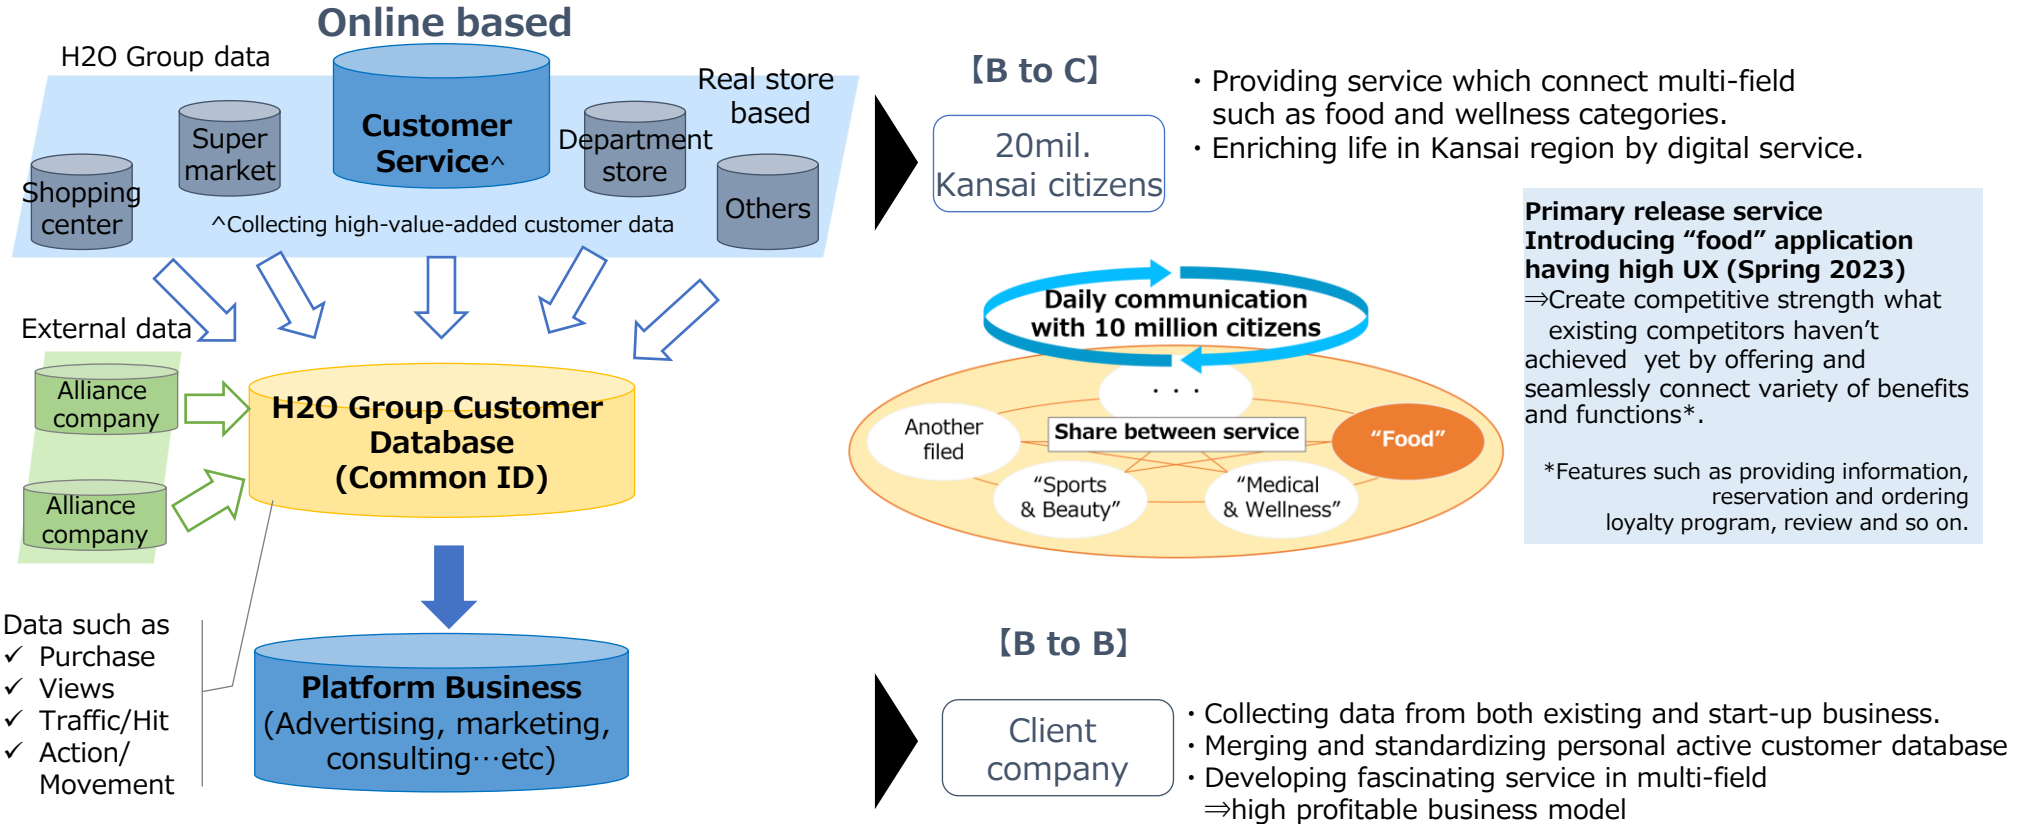 Online based
H2O Group data
Real store
based
Customer
Service^
Super
market
Department
store
Shopping
center
Others
^Collecting high-value-added customer data
External data
Alliance
company
Alliance
company
H2O Group Customer
Database
(Common ID)
Data such as
✓ Purchase
✓ Views
✓ Traffic/Hit
✓ Action/
Movement
Platform Business
(Advertising, marketing,
consulting…etc)
【B to C】
20mil.
Kansai citizens
・Providing service which connect multi-field
such as food and wellness categories.
・Enriching life in Kansai region by digital service.
Daily communication
with 10 million citizens
・・・
Another
filed
Share between service
“Food”
“Sports
& Beauty”
“Medical
& Wellness”
Primary release service
Introducing “food” application
having high UX (Spring 2023)
⇒Create competitive strength what
existing competitors haven’t
achieved yet by offering and
seamlessly connect variety of benefits
and functions*.
*Features such as providing information,
reservation and ordering
loyalty program, review and so on.
【B to B】
Client
company
・Collecting data from both existing and start-up business.
・Merging and standardizing personal active customer database
・Developing fascinating service in multi-field
⇒high profitable business model